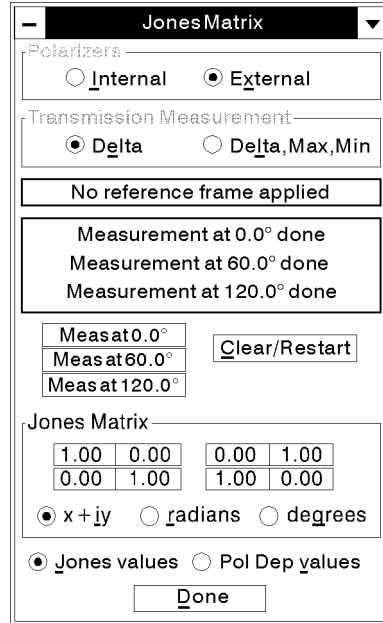 Jones Matrix
Polarizers
Internal External
Transmission Measurement
Delta Delta,Max,Min
No reference frame applied
Measurement at 0.0° done
Measurement at 60.0° done
Measurement at 120.0° done
Meas at 0.0°
Meas at 60.0°
Meas at 120.0°
Clear/Restart
Jones Matrix
1.00 0.00 0.00 1.00
0.00 1.00 1.00 0.00
x + iy radians degrees
Jones values Pol Dep values
Done